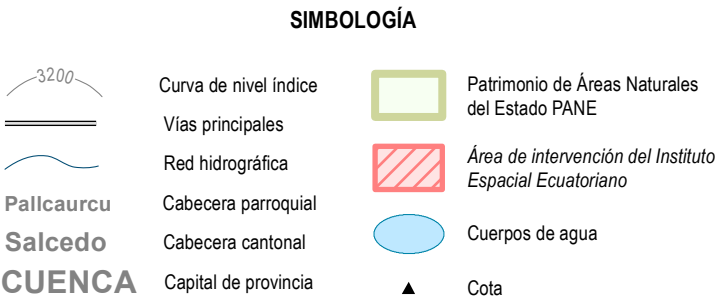 SIMBOLOGÍA
3200
Curva de nivel índice
Vías principales
Red hidrográfica
Pallcaurcu
Cabecera parroquial
Salcedo
Cabecera cantonal
CUENCA
Capital de provincia
Patrimonio de Áreas Naturales
del Estado PANE
Área de intervención del Instituto
Espacial Ecuatoriano
Cuerpos de agua
Cota